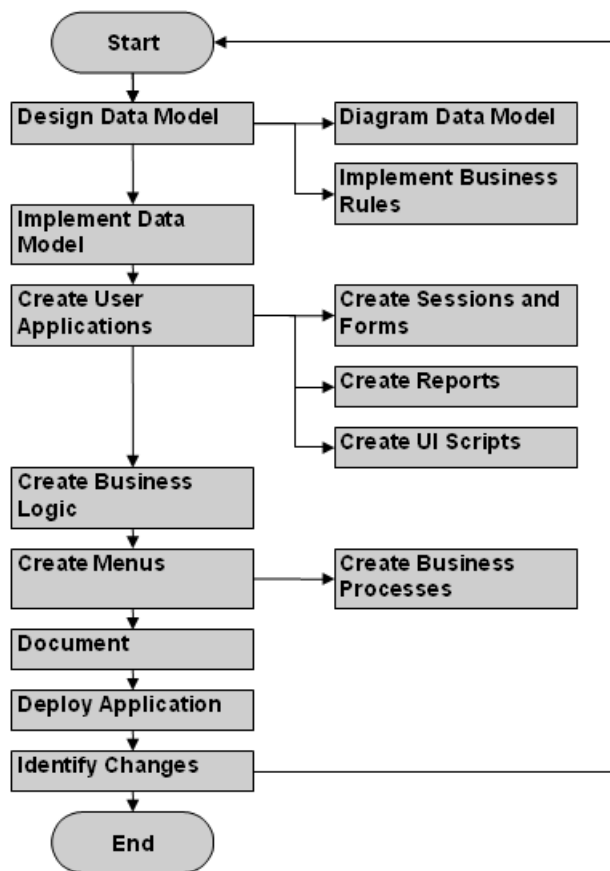 Start
Design Data Model
Diagram Data Model
Implement Business
Rules
Implement Data
Model
Create User
Applications
Create Sessions and
Forms
Create Reports
Create UI Scripts
Create Business
Logic
Create Menus
Create Business
Processes
Document
Deploy Application
Identify Changes
End